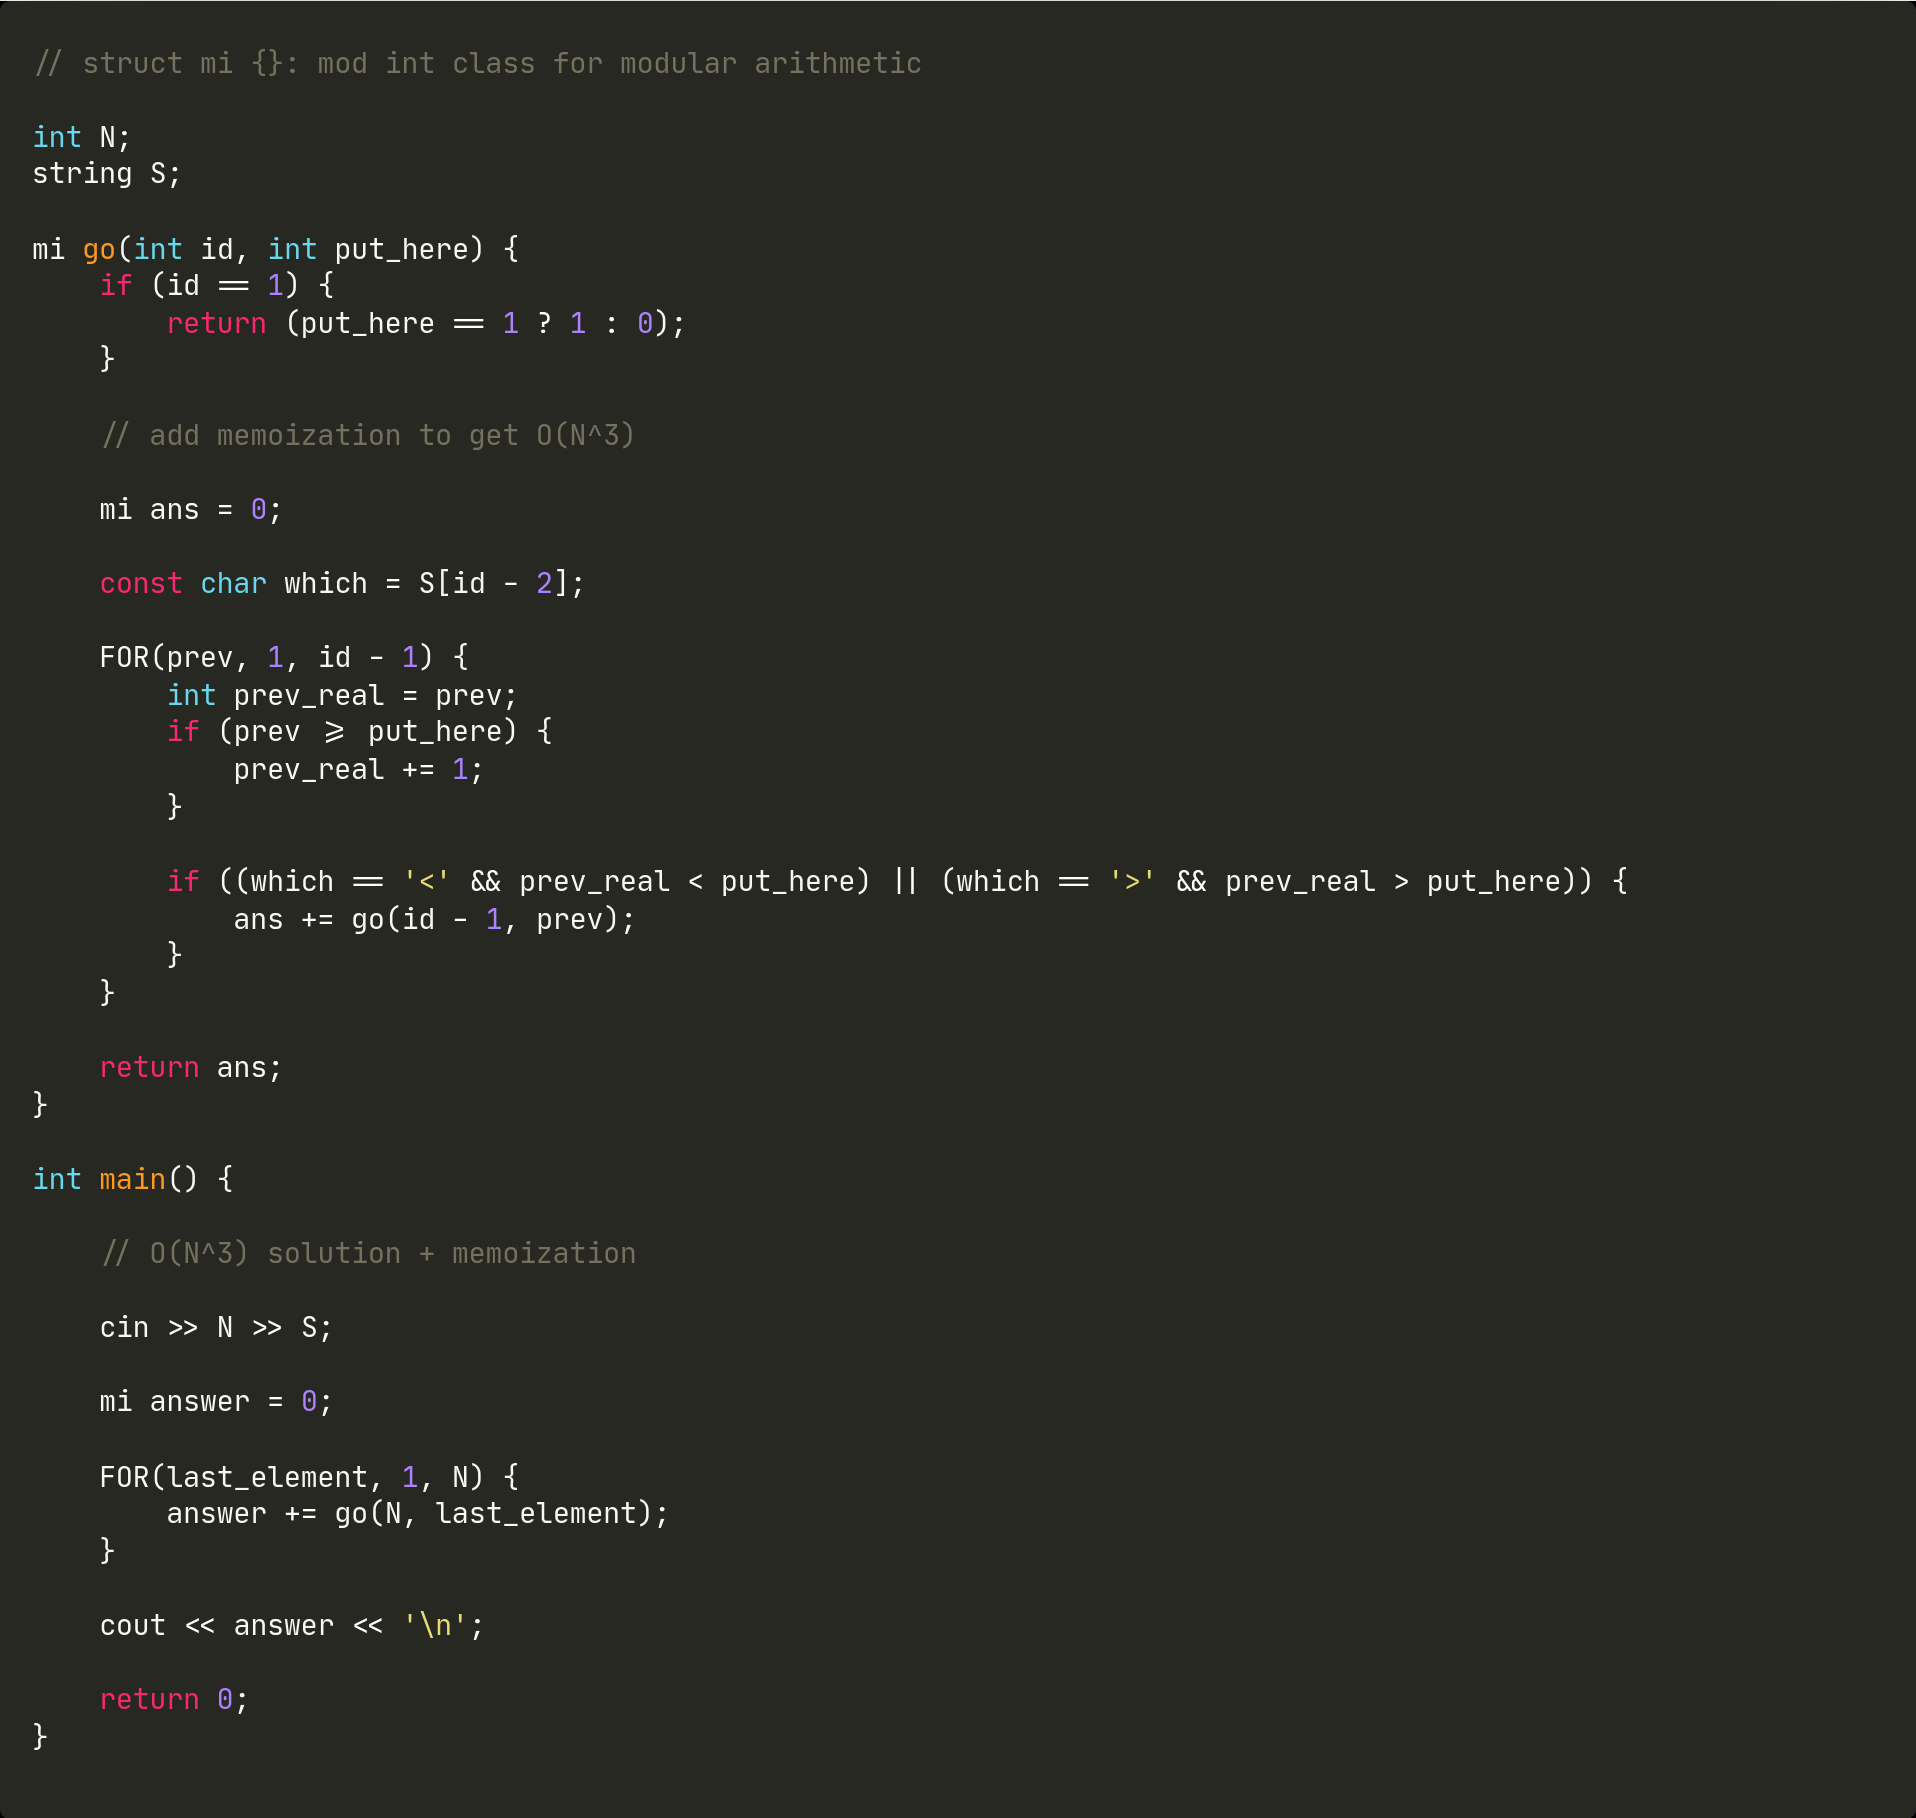 // struct mi {}: mod int class for modular arithmetic
int N;
string S;
mi go(int id, int put_here) {
    if (id == 1) {
        return (put_here == 1 ? 1 : 0);
    }
    // add memoization to get O(N^3)
    mi ans = 0;
    const char which = S[id - 2];
    FOR(prev, 1, id - 1) {
        int prev_real = prev;
        if (prev >= put_here) {
            prev_real += 1;
        }
        if ((which == '<' && prev_real < put_here) || (which == '>' && prev_real > put_here)) {
            ans += go(id - 1, prev);
        }
    }
    return ans;
}
int main() {
    // O(N^3) solution + memoization
    cin >> N >> S;
    mi answer = 0;
    FOR(last_element, 1, N) {
        answer += go(N, last_element);
    }
    cout << answer << '\n';
    return 0;
}